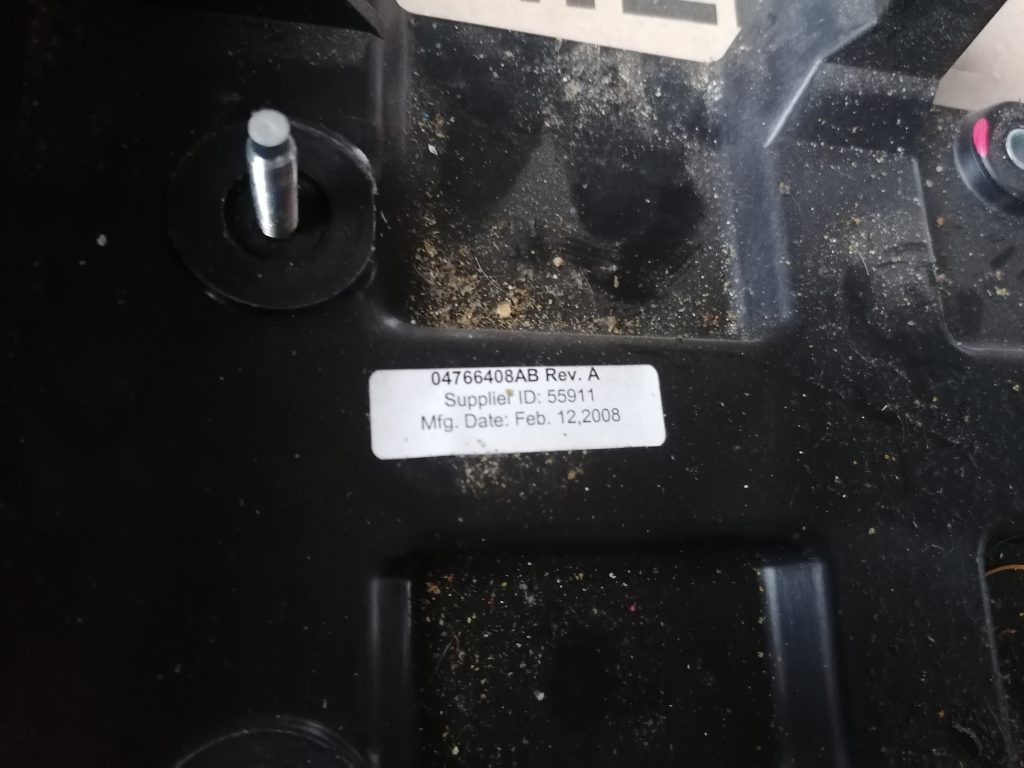 04766408AB Rev. A
Supplier ID: 55911
Mfg. Date: Feb. 12,2008